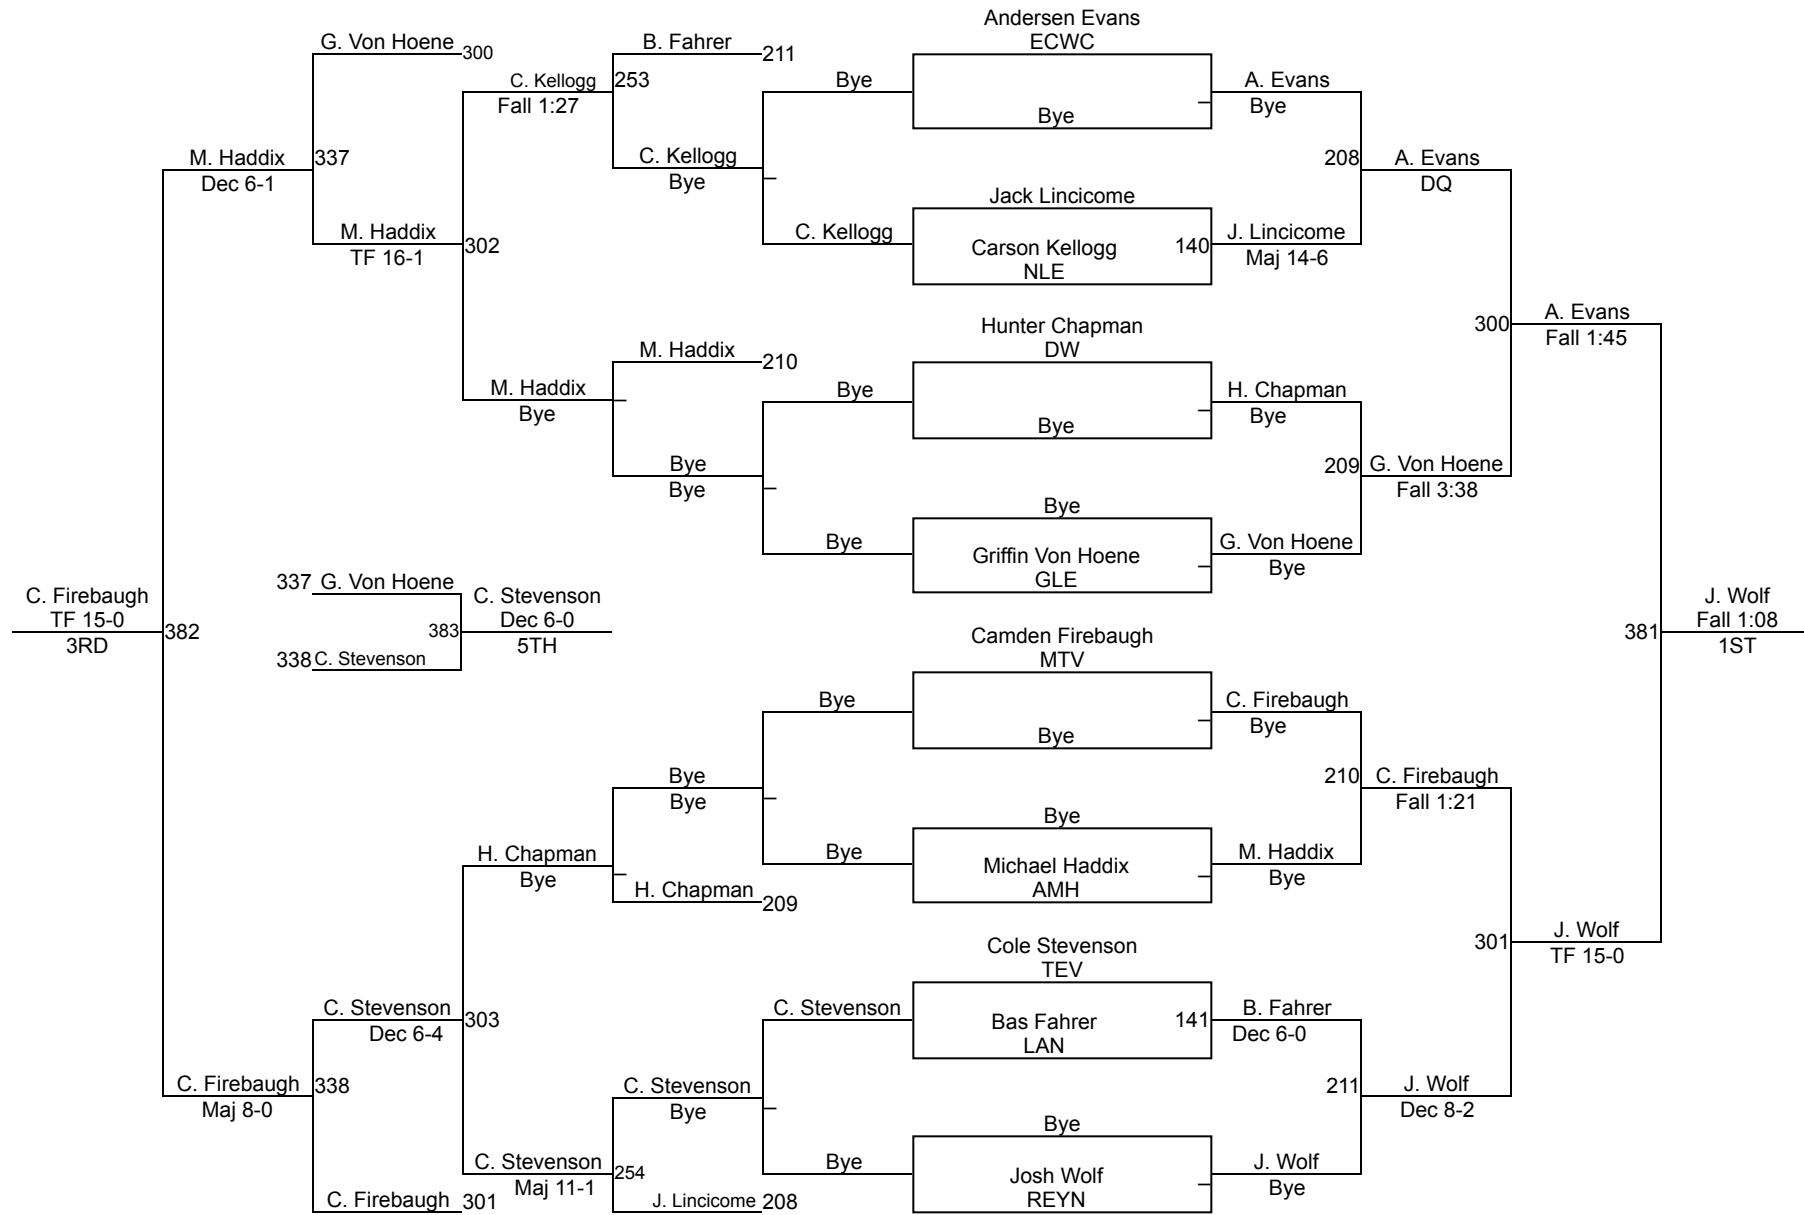 Andersen Evans
ECWC
G. Von Hoene 300
B. Fahrer 211
C. Kellogg 253
Fall 1:27
Bye
A. Evans
Bye
Bye
M. Haddix 337
Dec 6-1
C. Kellogg
Bye
208 A. Evans
DQ
Jack Lincicome
M. Haddix 302
TF 16-1
C. Kellogg
Carson Kellogg 140
NLE
J. Lincicome
Maj 14-6
Hunter Chapman
DW
300 A. Evans
Fall 1:45
M. Haddix 210
M. Haddix
Bye
Bye
H. Chapman
Bye
Bye
Bye
Bye
209 G. Von Hoene
Fall 3:38
Bye
Bye
Griffin Von Hoene
GLE
G. Von Hoene
Bye
337 G. Von Hoene
C. Firebaugh
TF 15-0
3RD
382
C. Stevenson
383 Dec 6-0
5TH
338 C. Stevenson
J. Wolf
381 Fall 1:08
1ST
Camden Firebaugh
MTV
Bye
C. Firebaugh
Bye
Bye
Bye
Bye
210 C. Firebaugh
Fall 1:21
Bye
H. Chapman
Bye
Bye
Michael Haddix
AMH
M. Haddix
Bye
H. Chapman 209
Cole Stevenson
TEV
301 J. Wolf
TF 15-0
C. Stevenson 303
Dec 6-4
C. Stevenson
Bas Fahrer 141
LAN
B. Fahrer
Dec 6-0
C. Firebaugh 338
Maj 8-0
C. Stevenson
Bye
211 J. Wolf
Dec 8-2
Bye
C. Stevenson 254
Maj 11-1
Bye
Josh Wolf
REYN
J. Wolf
Bye
C. Firebaugh 301
J. Lincicome 208